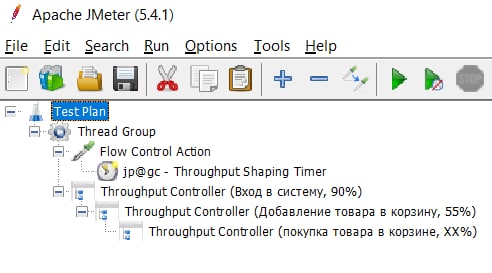 Apache JMeter (5.4.1)
File Edit Search Run Options Tools Help
STOP
Test Plan
Thread Group
Flow Control Action
jp@gc - Throughput Shaping Timer
Throughput Controller (Вход в систему, 90%)
Throughput Controller (Добавление товара в корзину, 55%)
Throughput Controller (покупка товара в корзине, XX%)